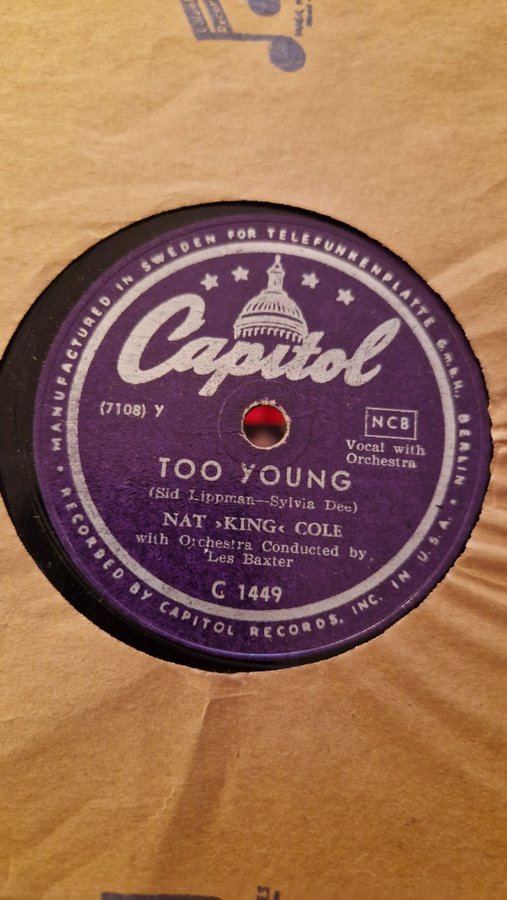 MANUFACTURED IN SWEDEN FOR TELEFUNKENPLATTE G.m.b.H., BERLIN
Capitol
(7108) Y
NCB
Vocal with
Orchestra
TOO YOUNG
(Sid Lippman—Sylvia Dee)
NAT ›KING‹ COLE
with Orchestra Conducted by
Les Baxter
C 1449
RECORDED BY CAPITOL RECORDS, INC. IN U.S.A.